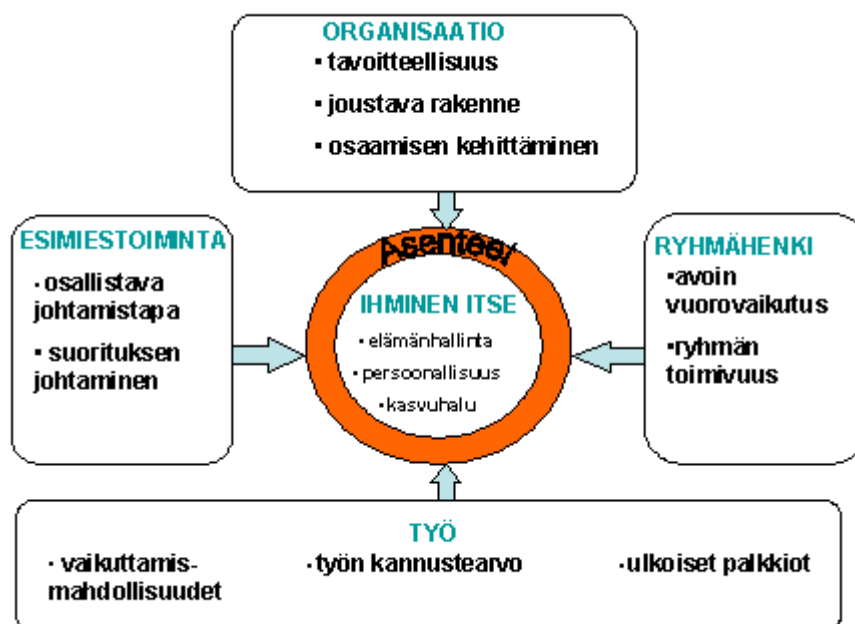 ORGANISAATIO
▪ tavoitteellisuus
▪ joustava rakenne
▪ osaamisen kehittäminen
ESIMIESTOIMINTA
· osallistava
johtamistapa
▪ suorituksen
johtaminen
Asenteet
IHMINEN ITSE
▪ elämänhallinta
▪ persoonallisuus
▪ kasvuhalu
RYHMÄHENKI
▪avoin
vuorovaikutus
▪ryhmän
toimivuus
TYÖ
· vaikuttamis-
mahdollisuudet
·työn kannustearvo
·ulkoiset palkkiot